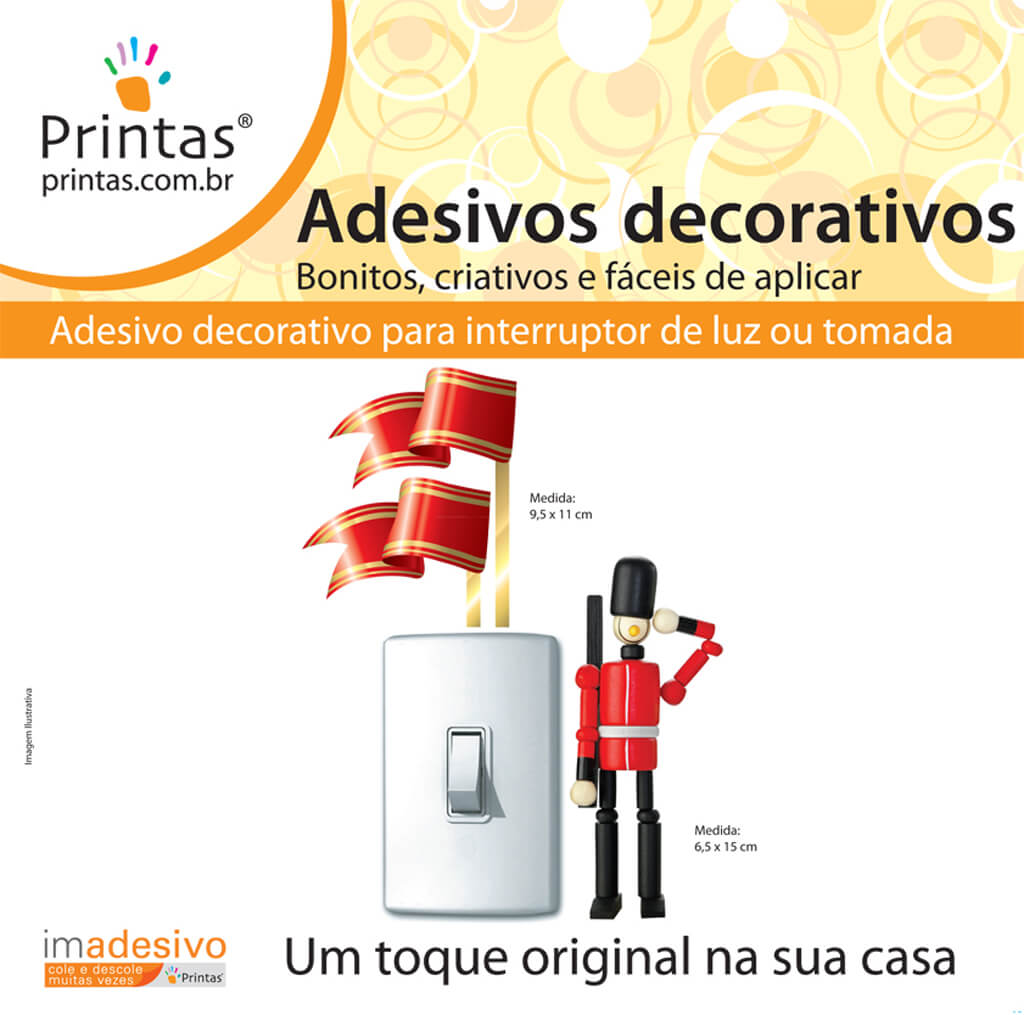 Printas®
printas.com.br
Adesivos decorativos
Bonitos, criativos e fáceis de aplicar
Adesivo decorativo para interruptor de luz ou tomada
Medida:
9,5 x 11 cm
Imagem Ilustrativa
Medida:
6,5 x 15 cm
imadesivo
cole e descole
muitas vezes
Printas
Um toque original na sua casa